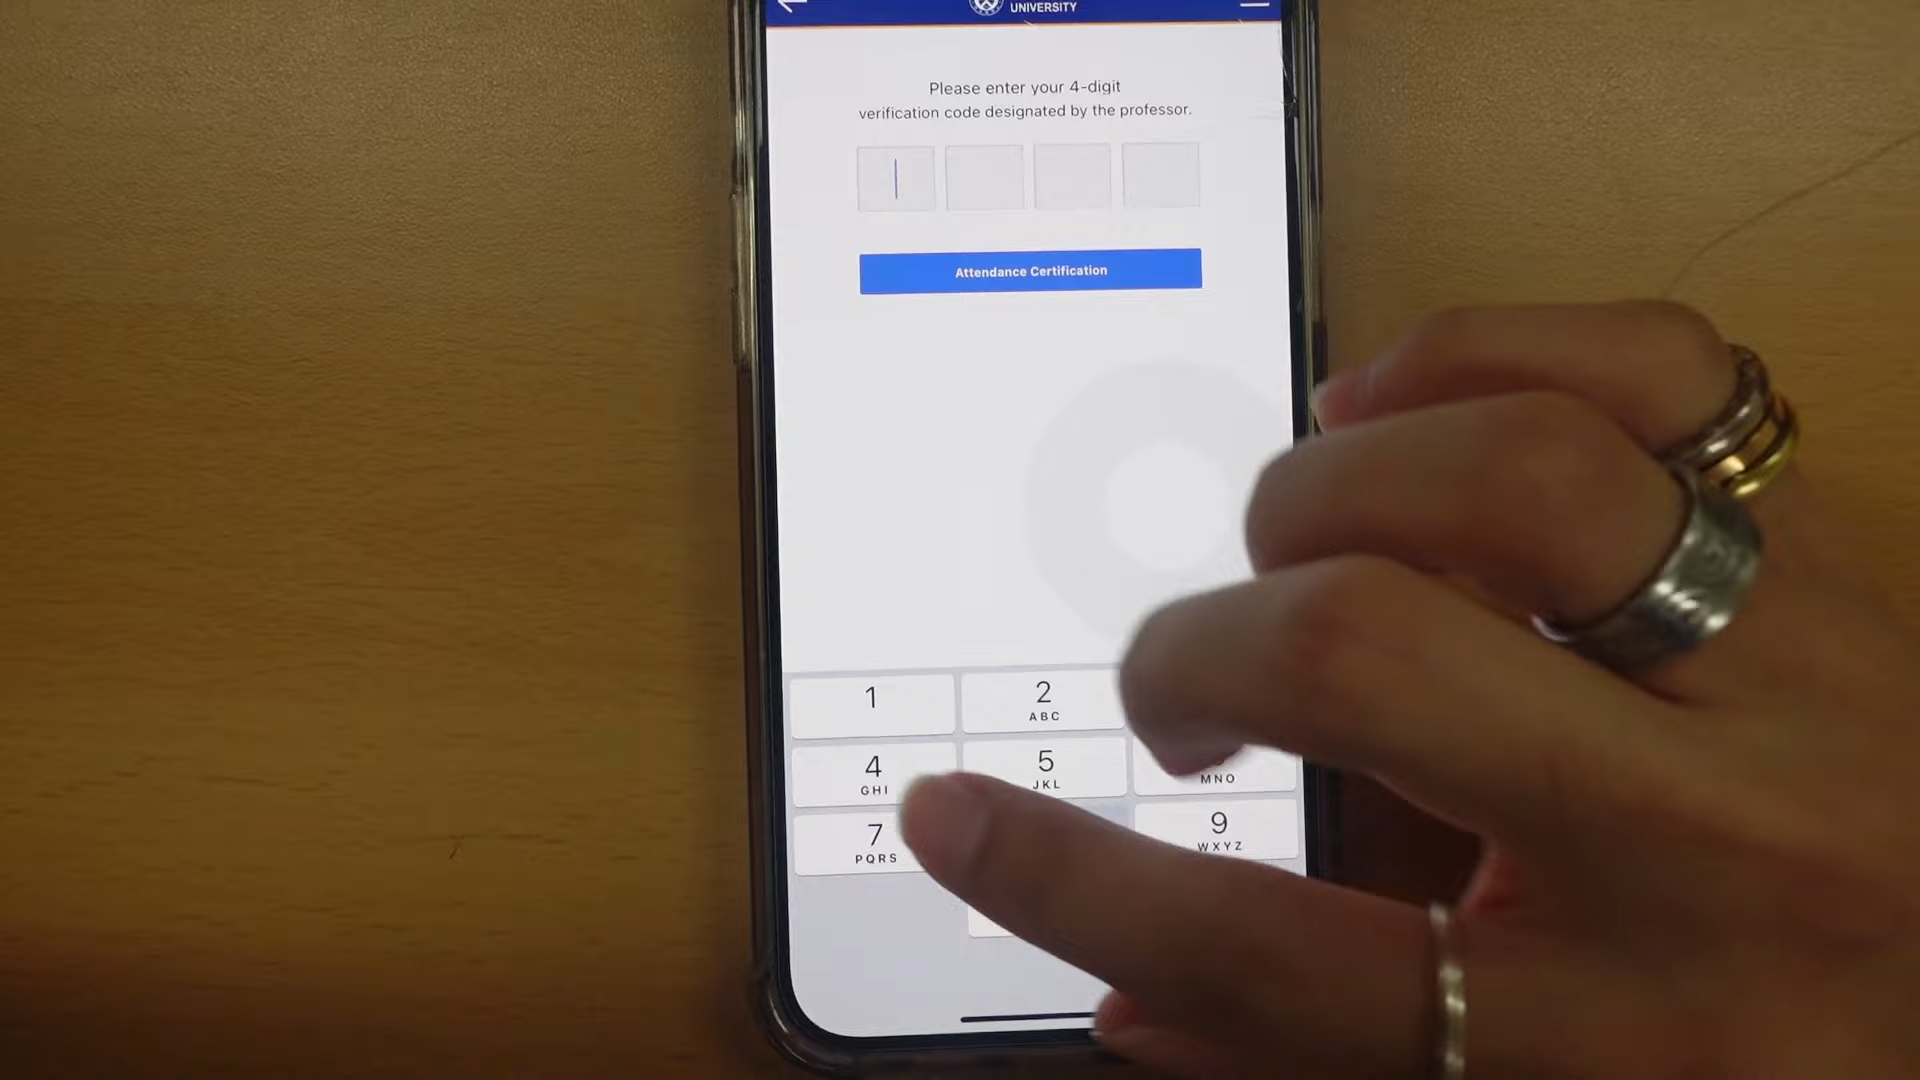 UNIVERSITY
Please enter your 4-digit
verification code designated by the professor.
Attendance Certification
1
2
ABC
4
GHI
5
JKL
MNO
7
PQRS
9
WXYZ